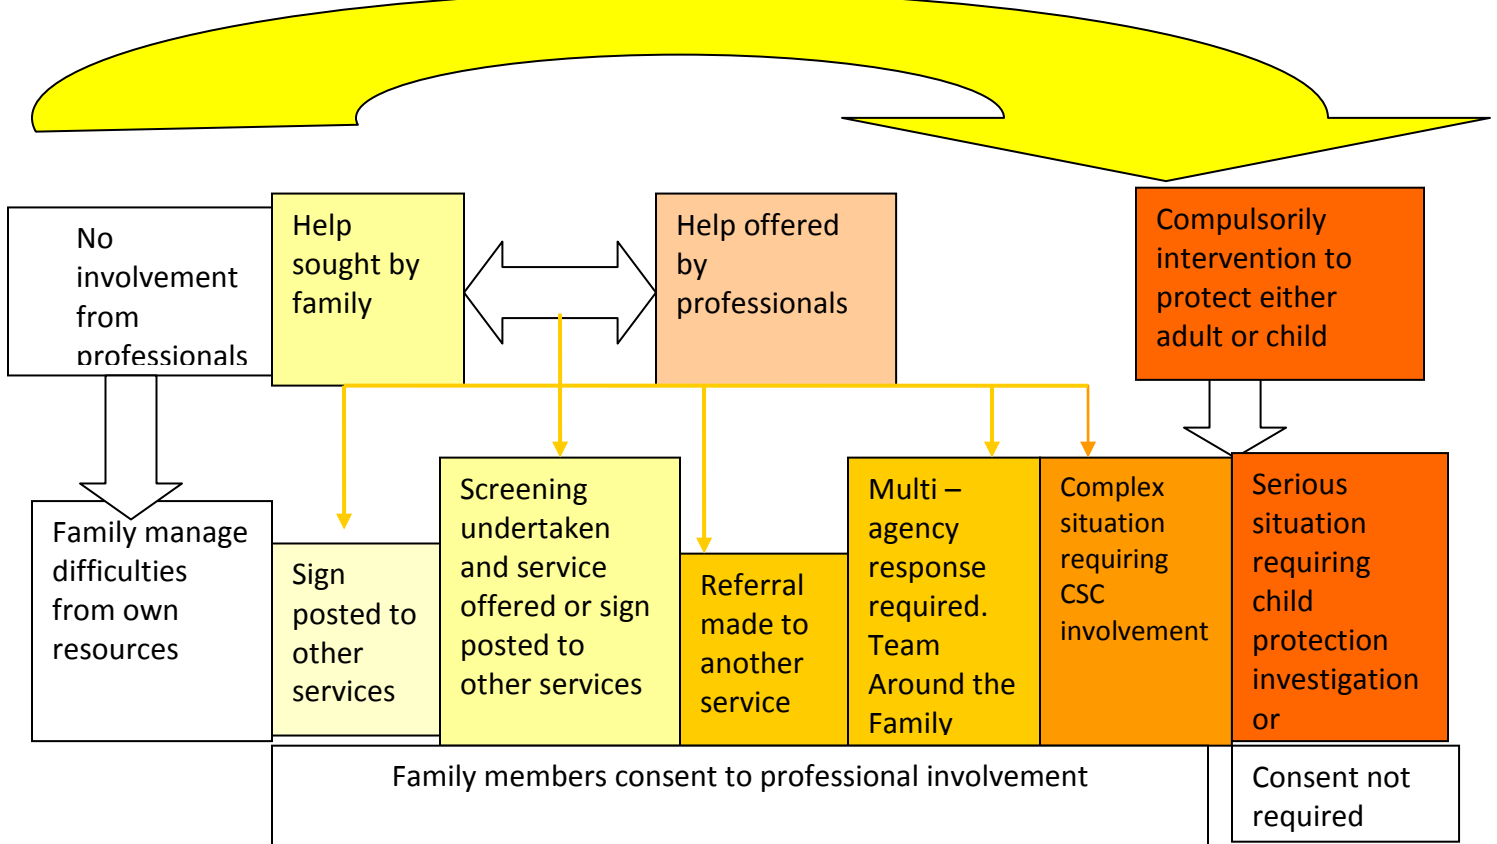 No
involvement
from
professionals
Help
sought by
family
Help offered
by
professionals
Compulsorily
intervention to
protect either
adult or child
Family manage
difficulties
from own
resources
Sign
posted to
other
services
Screening
undertaken
and service
offered or sign
posted to
other services
Referral
made to
another
service
Multi –
agency
response
required.
Team
Around the
Family
Complex
situation
requiring
CSC
involvement
Serious
situation
requiring
child
protection
investigation
or
Family members consent to professional involvement
Consent not
required